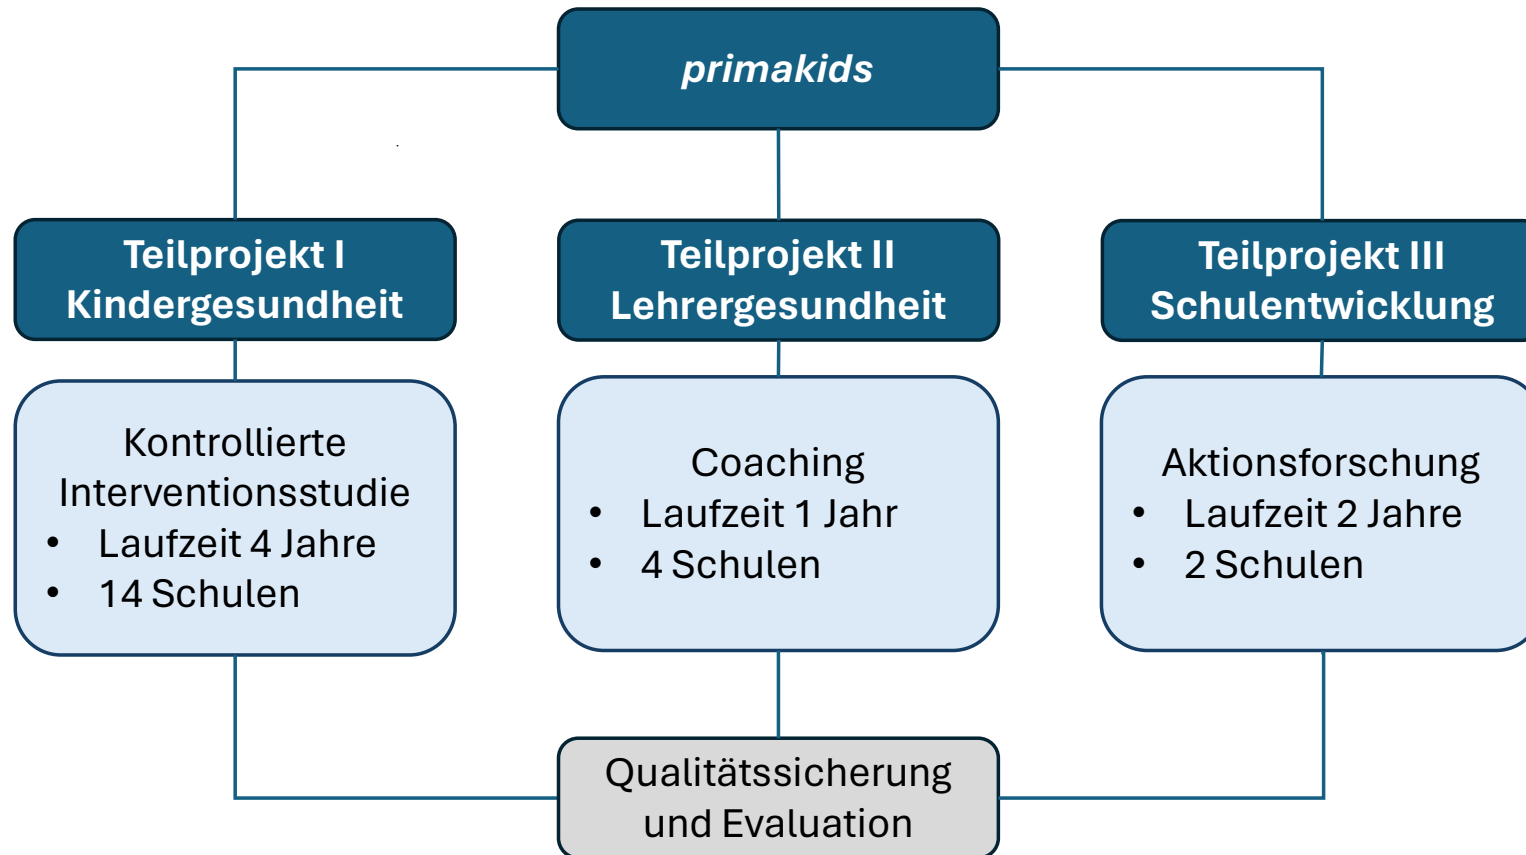 primakids
Teilprojekt I
Kindergesundheit
Teilprojekt II
Lehrergesundheit
Teilprojekt III
Schulentwicklung
Kontrollierte
Interventionsstudie
• Laufzeit 4 Jahre
• 14 Schulen
Coaching
• Laufzeit 1 Jahr
• 4 Schulen
Aktionsforschung
• Laufzeit 2 Jahre
• 2 Schulen
Qualitätssicherung
und Evaluation